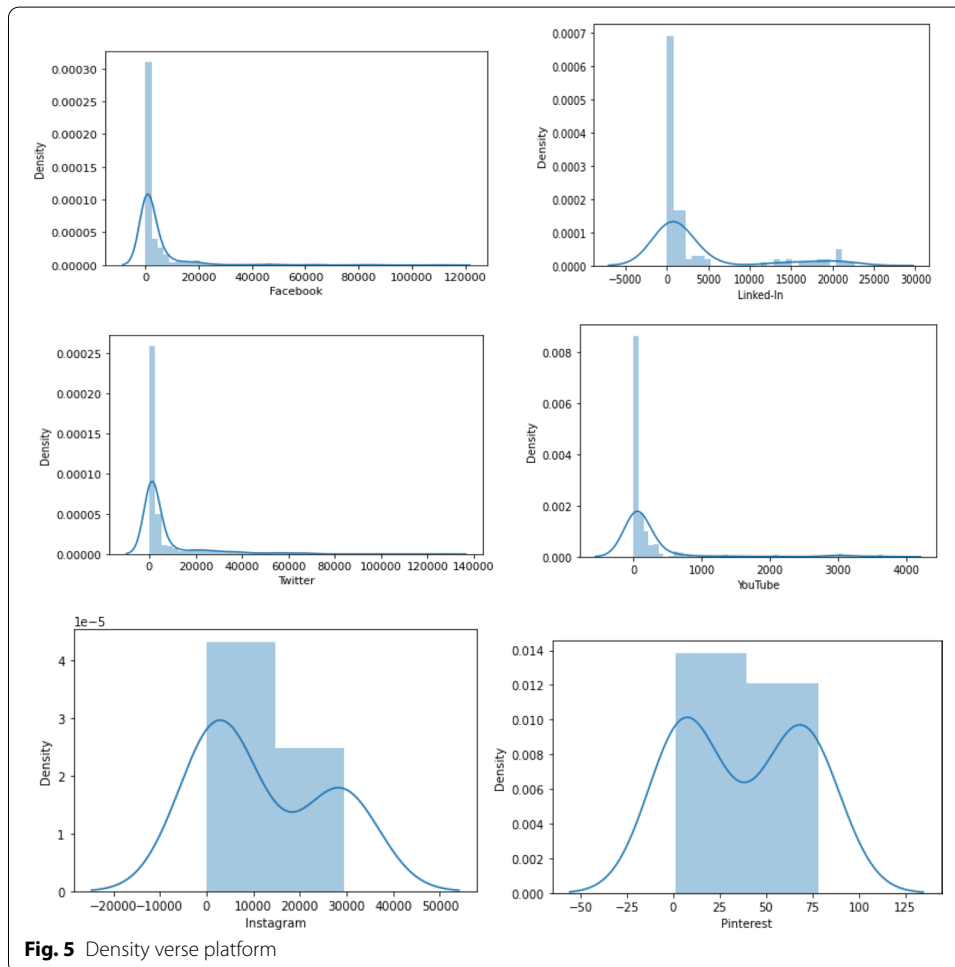 0.00030
0.00025
0.00020
0.00015
0.00010
0.00005
0.00000
Density
0 20000 40000 60000 80000 100000 120000
Facebook
0.0007
0.0006
0.0005
0.0004
0.0003
0.0002
0.0001
0.0000
Density
−5000 0 5000 10000 15000 20000 25000 30000
Linked-In
0.00025
0.00020
0.00015
0.00010
0.00005
0.00000
Density
0 20000 40000 60000 80000 100000 120000 140000
Twitter
0.008
0.006
0.004
0.002
0.000
Density
0 1000 2000 3000 4000
YouTube
1e−5
4
3
2
1
0
Density
−20000 −10000 0 10000 20000 30000 40000 50000
Instagram
0.014
0.012
0.010
0.008
0.006
0.004
0.002
0.000
Density
−50 −25 0 25 50 75 100 125
Pinterest
Fig. 5 Density verse platform